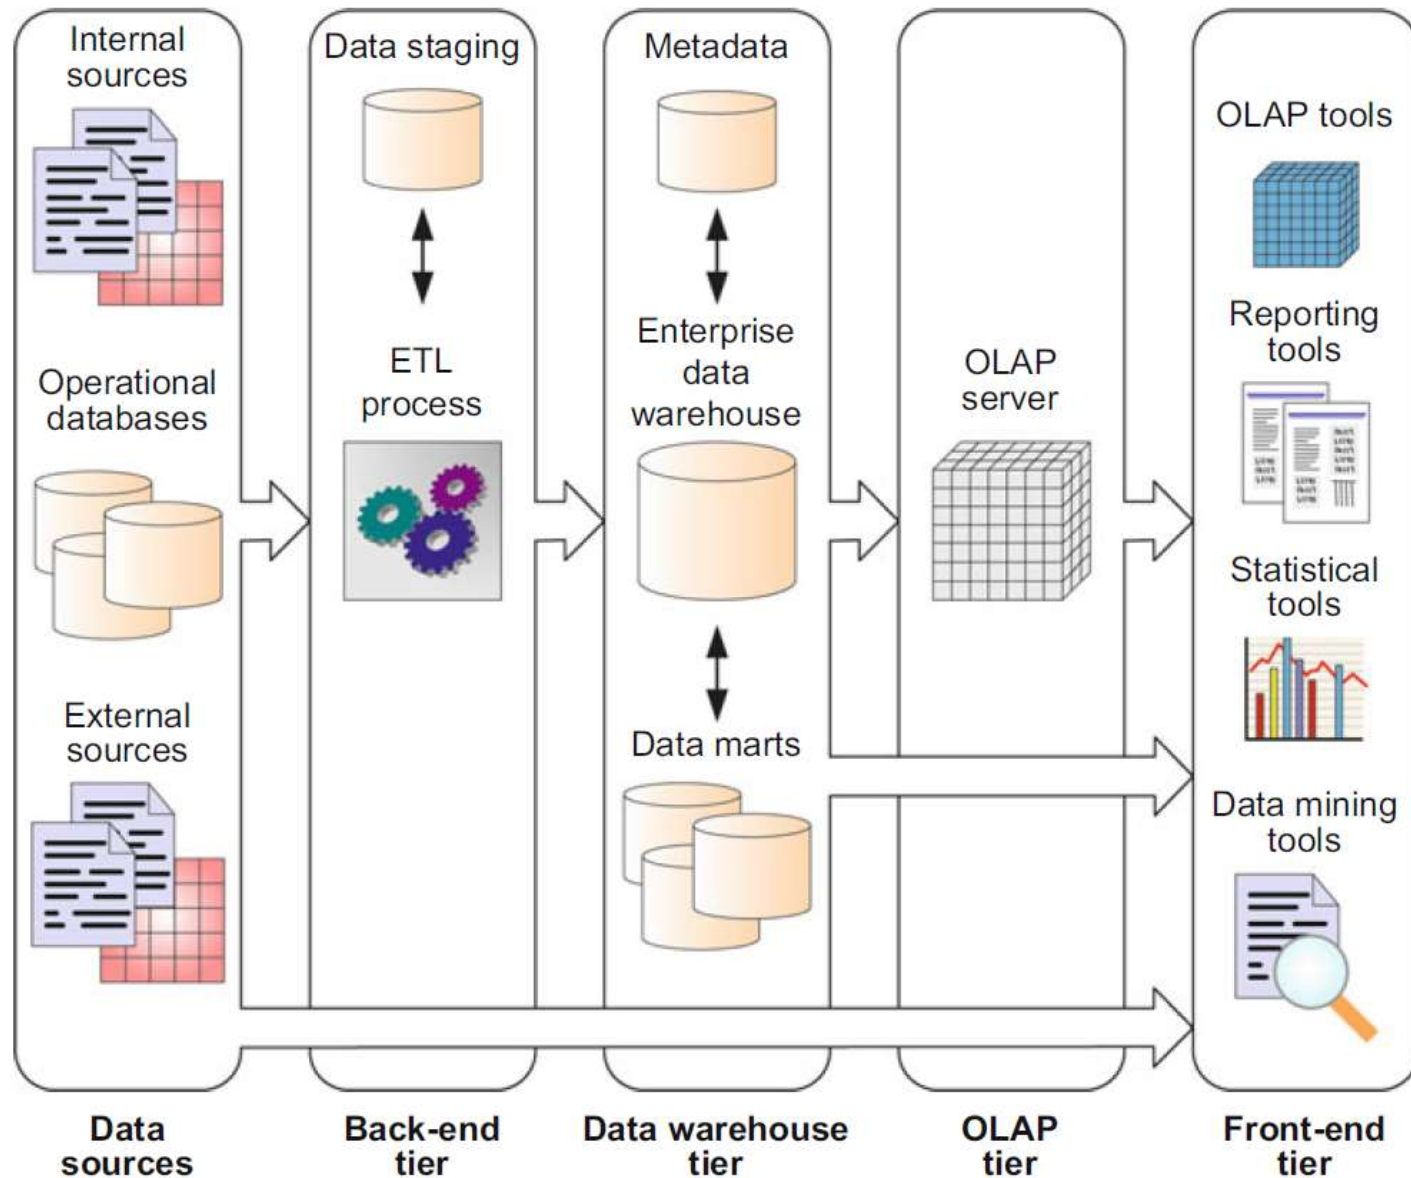 Internal
sources
Operational
databases
External
sources
Data
sources
Data staging
ETL
process
Back-end
tier
Metadata
Enterprise
data
warehouse
Data marts
Data warehouse
tier
OLAP
server
OLAP
tier
OLAP tools
Reporting
tools
Statistical
tools
Data mining
tools
Front-end
tier